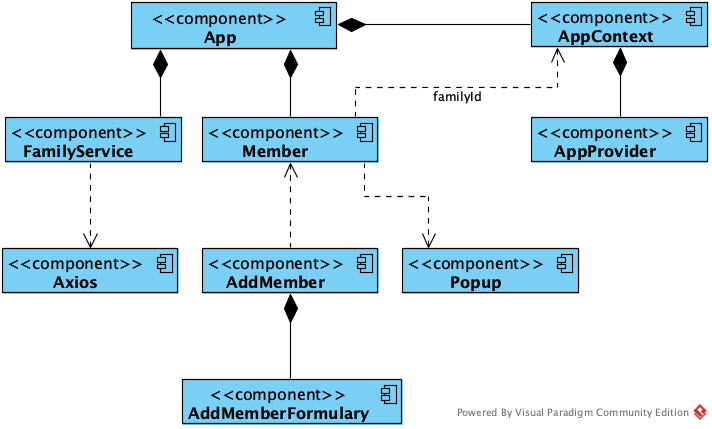 <<component>>
App
<<component>>
AppContext
familyId
<<component>>
FamilyService
<<component>>
Member
<<component>>
AppProvider
<<component>>
Axios
<<component>>
AddMember
<<component>>
Popup
<<component>>
AddMemberFormulary
Powered By Visual Paradigm Community Edition